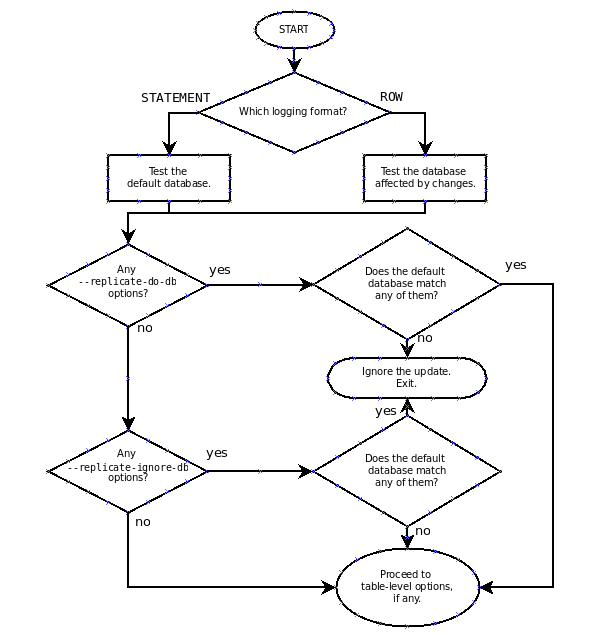 START
STATEMENT
ROW
Which logging format?
Test the
default database.
Test the database
affected by changes.
Any
--replicate-do-db
options?
yes
Does the default
database match
any of them?
yes
no
no
Ignore the update.
Exit.
yes
Any
--replicate-ignore-db
options?
yes
Does the default
database match
any of them?
no
no
Proceed to
table-level options,
if any.